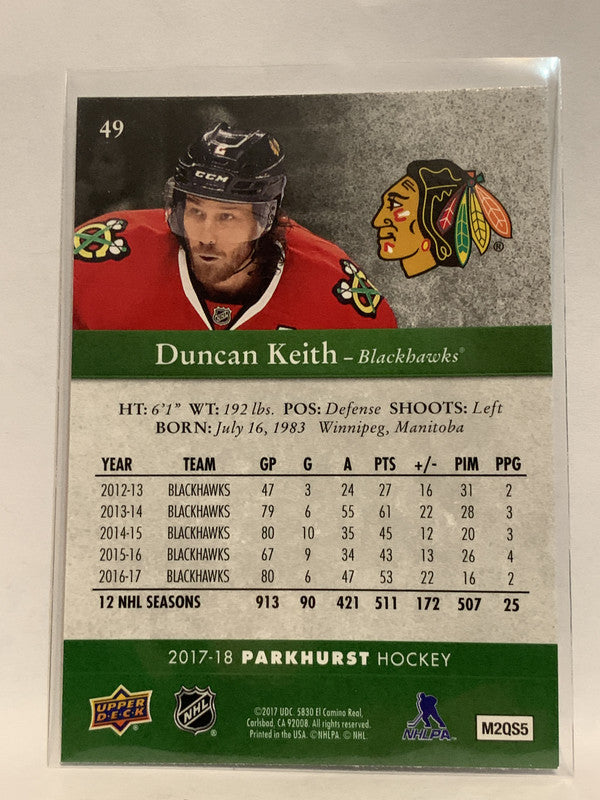 49
2
CCM
NHL
®
Duncan Keith – Blackhawks®
HT: 6'1" WT: 192 lbs. POS: Defense SHOOTS: Left
BORN: July 16, 1983 Winnipeg, Manitoba
YEAR TEAM GP G A PTS +/- PIM PPG
2012-13 BLACKHAWKS 47 3 24 27 16 31 2
2013-14 BLACKHAWKS 79 6 55 61 22 28 3
2014-15 BLACKHAWKS 80 10 35 45 12 20 3
2015-16 BLACKHAWKS 67 9 34 43 13 26 4
2016-17 BLACKHAWKS 80 6 47 53 22 16 2
12 NHL SEASONS 913 90 421 511 172 507 25
2017-18 PARKHURST HOCKEY
UPPER DECK
NHL
©2017 UDC. 5830 El Camino Real,
Carlsbad, CA 92008. All rights reserved.
Printed in the USA. ©NHLPA. © NHL.
NHLPA
M2QS5